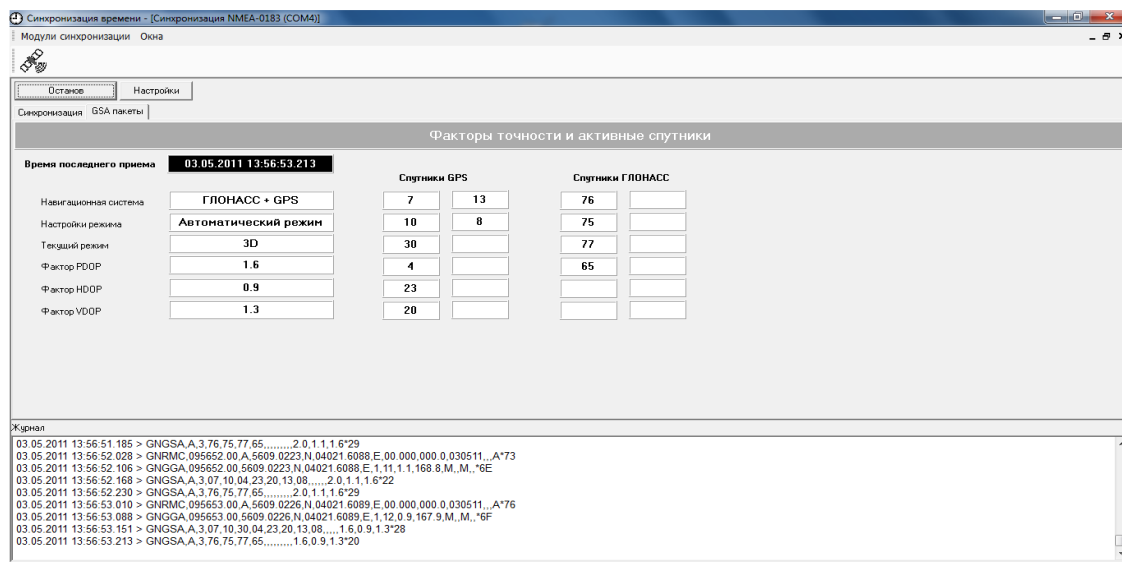 Синхронизация времени - [Синхронизация NMEA-0183 (COM4)]
Модули синхронизации Окна
Останов Настройки
Синхронизация GSA пакеты
Факторы точности и активные спутники
Время последнего приема 03.05.2011 13:56:53.213
Спутники GPS Спутники ГЛОНАСС
Навигационная система ГЛОНАСС + GPS 7 13 76
Настройки режима Автоматический режим 10 8 75
Текущий режим 3D 30 77
Фактор PDOP 1.6 4 65
Фактор HDOP 0.9 23
Фактор VDOP 1.3 20
Журнал
03.05.2011 13:56:51.185 > GNGSA,A,3,76,75,77,65,,,,,,,,,2.0,1.1,1.6*29
03.05.2011 13:56:52.028 > GNRMC,095652.00,A,5609.0223,N,04021.6088,E,00.000,000.0,030511,,,A*73
03.05.2011 13:56:52.106 > GNGGA,095652.00,5609.0223,N,04021.6088,E,1,11,1.1,168.8,M,,M,,*6E
03.05.2011 13:56:52.168 > GNGSA,A,3,07,10,04,23,20,13,08,,,,,,2.0,1.1,1.6*22
03.05.2011 13:56:52.230 > GNGSA,A,3,76,75,77,65,,,,,,,,,2.0,1.1,1.6*29
03.05.2011 13:56:53.010 > GNRMC,095653.00,A,5609.0226,N,04021.6089,E,00.000,000.0,030511,,,A*76
03.05.2011 13:56:53.088 > GNGGA,095653.00,5609.0226,N,04021.6089,E,1,12,0.9,167.9,M,,M,,*6F
03.05.2011 13:56:53.151 > GNGSA,A,3,07,10,30,04,23,20,13,08,,,,,1.6,0.9,1.3*28
03.05.2011 13:56:53.213 > GNGSA,A,3,76,75,77,65,,,,,,,,,1.6,0.9,1.3*20